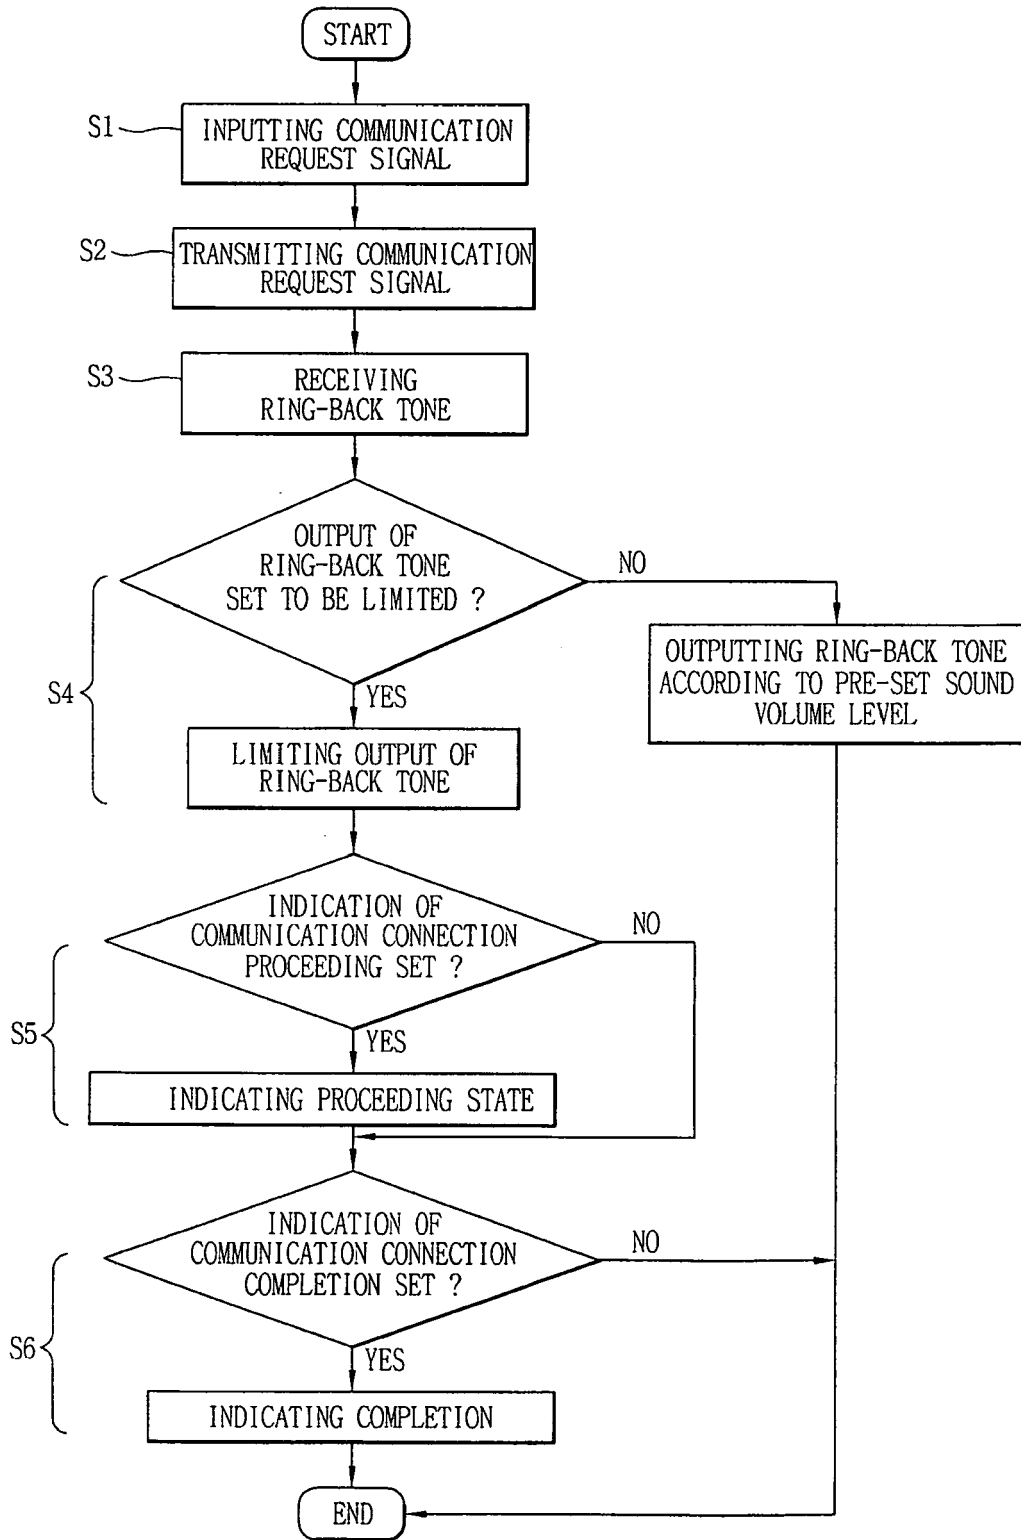 START
S1
INPUTTING COMMUNICATION
REQUEST SIGNAL
S2
TRANSMITTING COMMUNICATION
REQUEST SIGNAL
S3
RECEIVING
RING-BACK TONE
OUTPUT OF
RING-BACK TONE
SET TO BE LIMITED ?
NO
OUTPUTTING RING-BACK TONE
ACCORDING TO PRE-SET SOUND
VOLUME LEVEL
S4
YES
LIMITING OUTPUT OF
RING-BACK TONE
INDICATION OF
COMMUNICATION CONNECTION
PROCEEDING SET ?
NO
S5
YES
INDICATING PROCEEDING STATE
INDICATION OF
COMMUNICATION CONNECTION
COMPLETION SET ?
NO
S6
YES
INDICATING COMPLETION
END